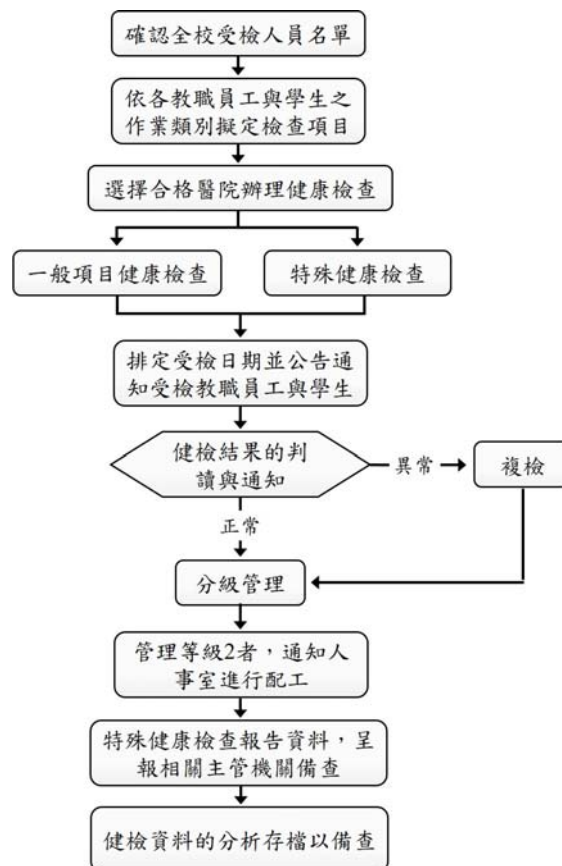 確認全校受檢人員名單
依各教職員工與學生之
作業類別擬定檢查項目
選擇合格醫院辦理健康檢查
一般項目健康檢查
特殊健康檢查
排定受檢日期並公告通
知受檢教職員工與學生
健檢結果的判
讀與通知
異常
複檢
正常
分級管理
管理等級2者，通知人
事室進行配工
特殊健康檢查報告資料，呈
報相關主管機關備查
健檢資料的分析存檔以備查